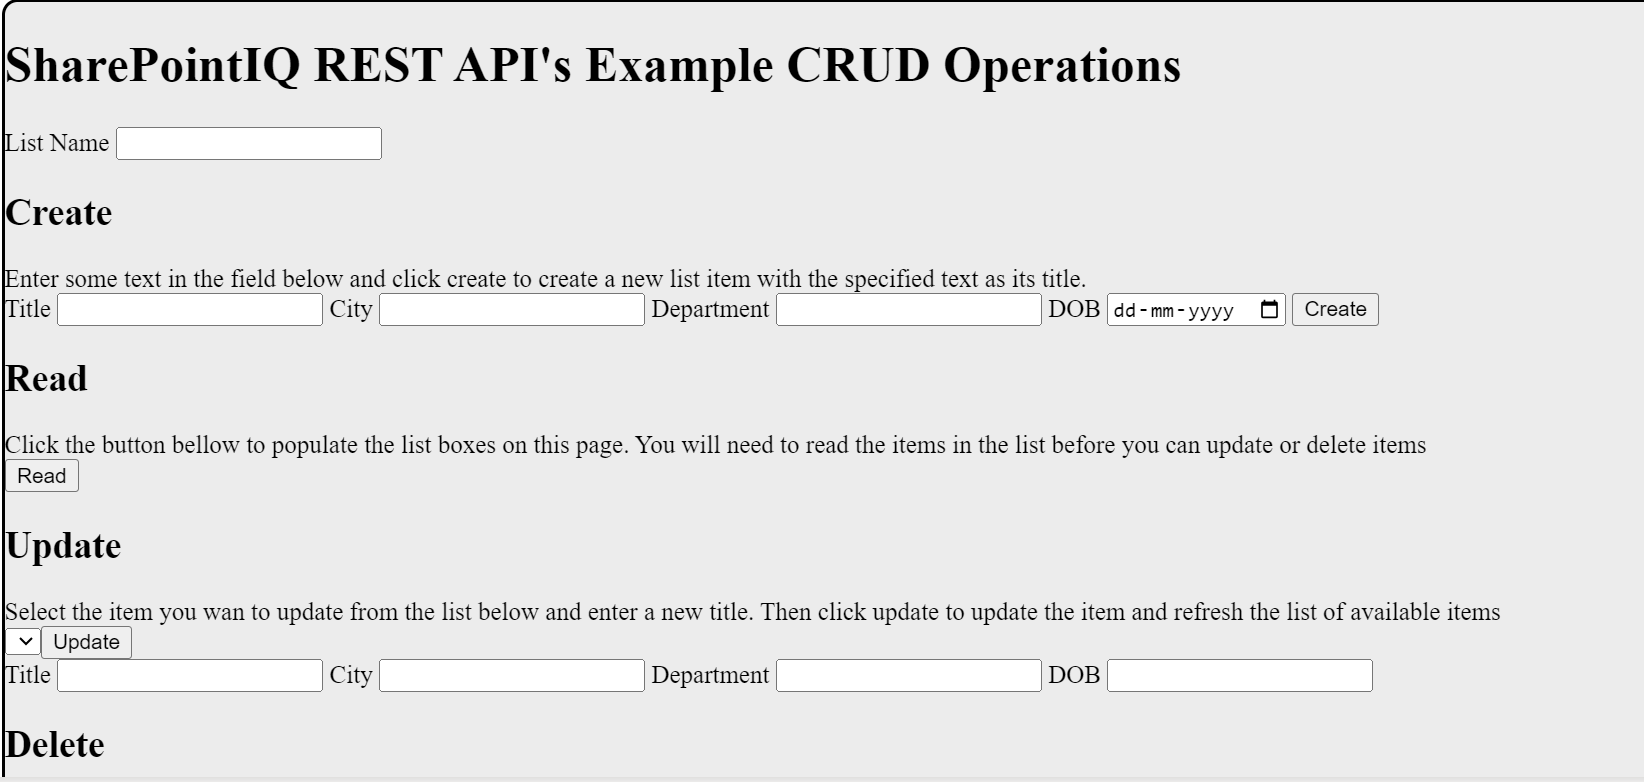 SharePointIQ REST API's Example CRUD Operations
List Name
Create
Enter some text in the field below and click create to create a new list item with the specified text as its title.
Title City Department DOB dd-mm-yyyy Create
Read
Click the button bellow to populate the list boxes on this page. You will need to read the items in the list before you can update or delete items
Read
Update
Select the item you wan to update from the list below and enter a new title. Then click update to update the item and refresh the list of available items
Update
Title City Department DOB
Delete